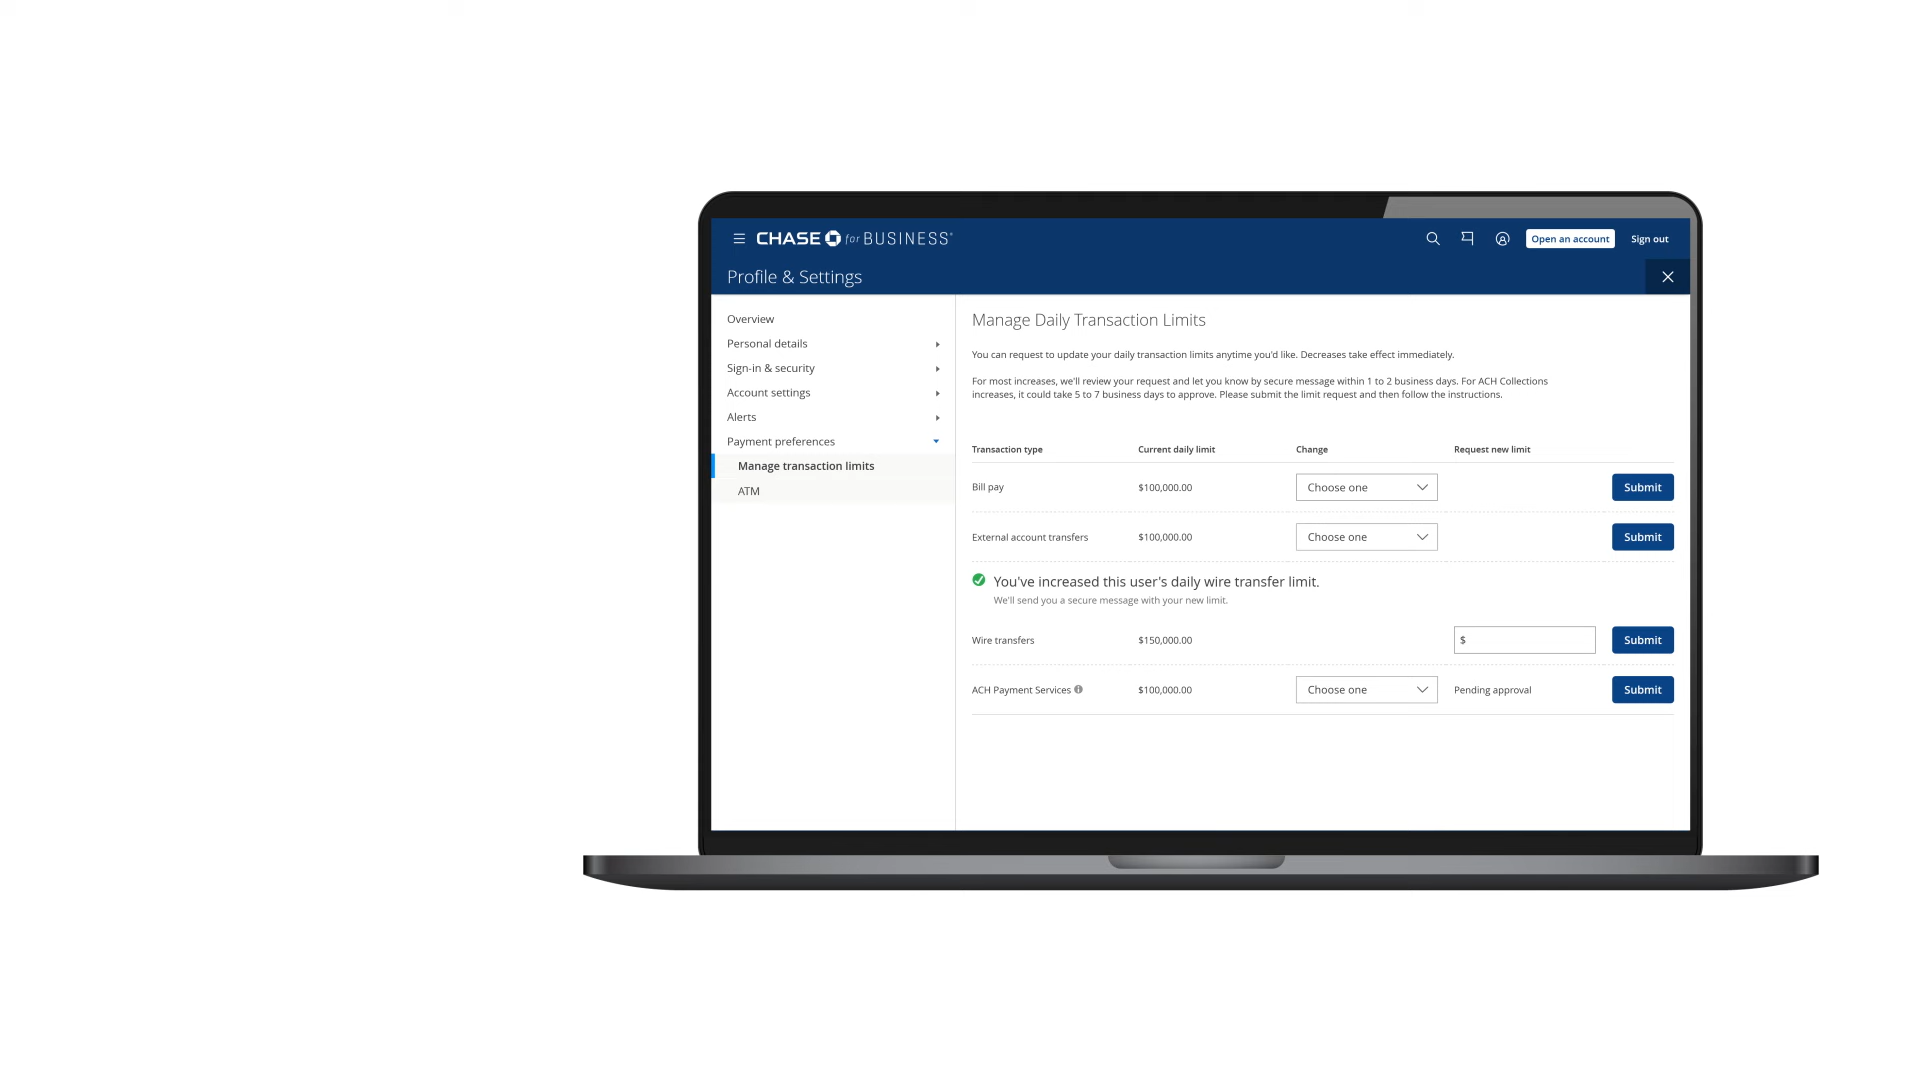 CHASE for BUSINESS®
Open an account
Sign out
Profile & Settings
Overview
Personal details
Sign-in & security
Account settings
Alerts
Payment preferences
Manage transaction limits
ATM
Manage Daily Transaction Limits
You can request to update your daily transaction limits anytime you'd like. Decreases take effect immediately.
For most increases, we'll review your request and let you know by secure message within 1 to 2 business days. For ACH Collections
increases, it could take 5 to 7 business days to approve. Please submit the limit request and then follow the instructions.
Transaction type Current daily limit Change Request new limit
Bill pay $100,000.00 Choose one Submit
External account transfers $100,000.00 Choose one Submit
You've increased this user's daily wire transfer limit.
We'll send you a secure message with your new limit.
Wire transfers $150,000.00 $ Submit
ACH Payment Services $100,000.00 Choose one Pending approval Submit